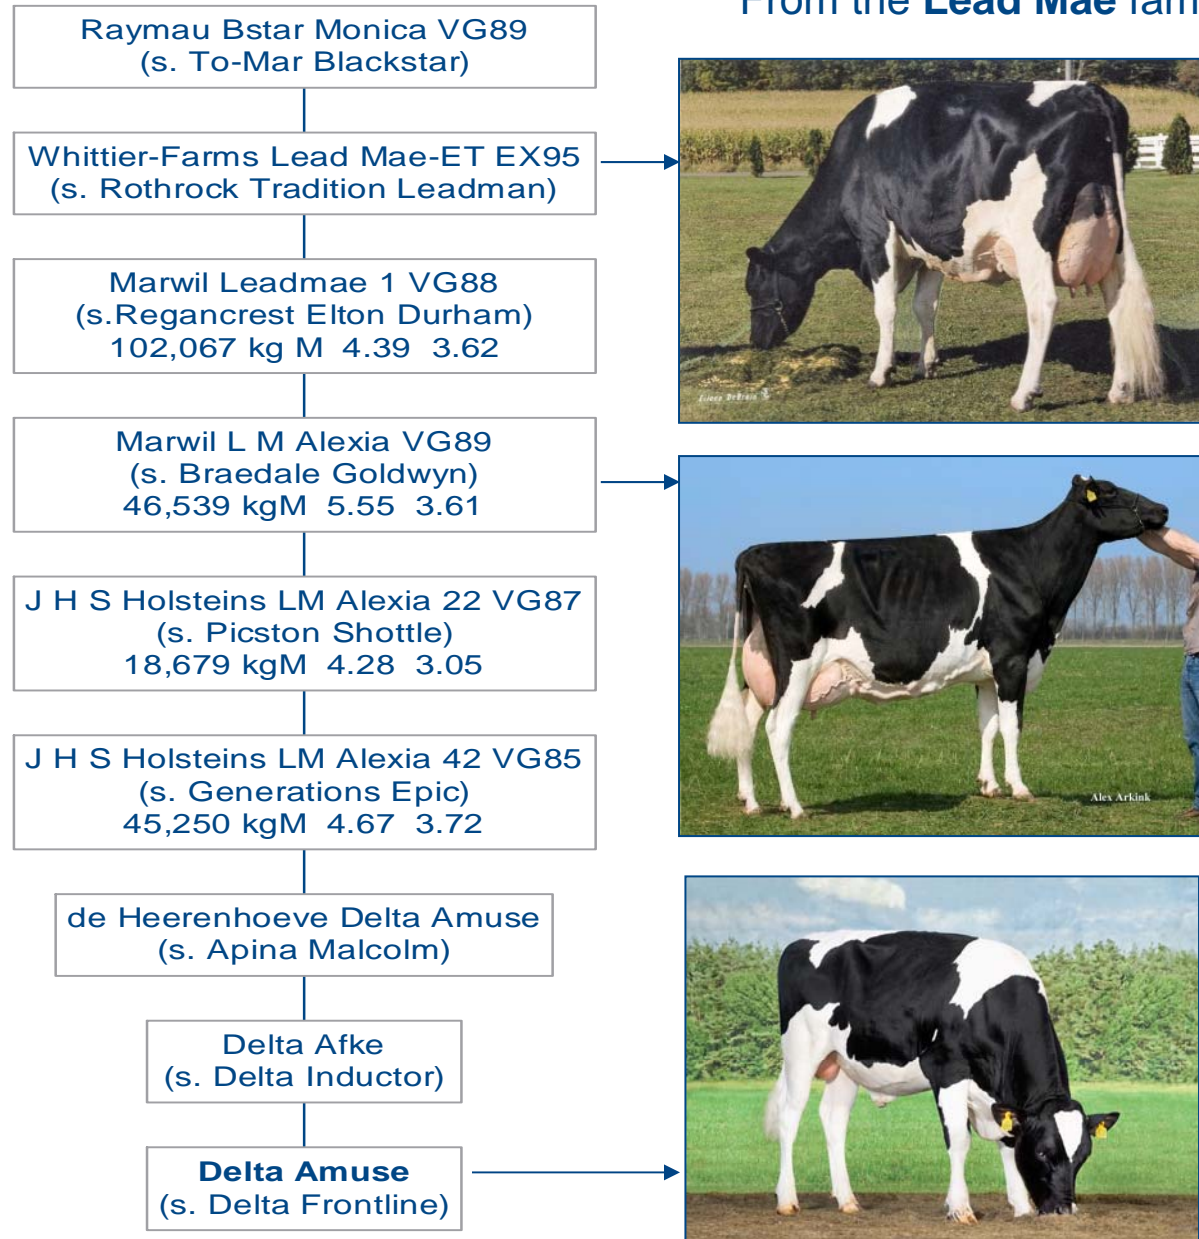 From the Lead Mae
Raymau Bstar Monica VG89
(s. To-Mar Blackstar)
Whittier-Farms Lead Mae-ET EX95
(s. Rothrock Tradition Leadman)
Marwil Leadmae 1 VG88
(s.Regancrest Elton Durham)
102,067 kg M 4.39 3.62
Marwil L M Alexia VG89
(s. Braedale Goldwyn)
46,539 kgM 5.55 3.61
Alex Arkink
J H S Holsteins LM Alexia 22 VG87
(s. Picston Shottle)
18,679 kgM 4.28 3.05
J H S Holsteins LM Alexia 42 VG85
(s. Generations Epic)
45,250 kgM 4.67 3.72
de Heerenhoeve Delta Amuse
(s. Apina Malcolm)
Delta Afke
(s. Delta Inductor)
Delta Amuse
(s. Delta Frontline)